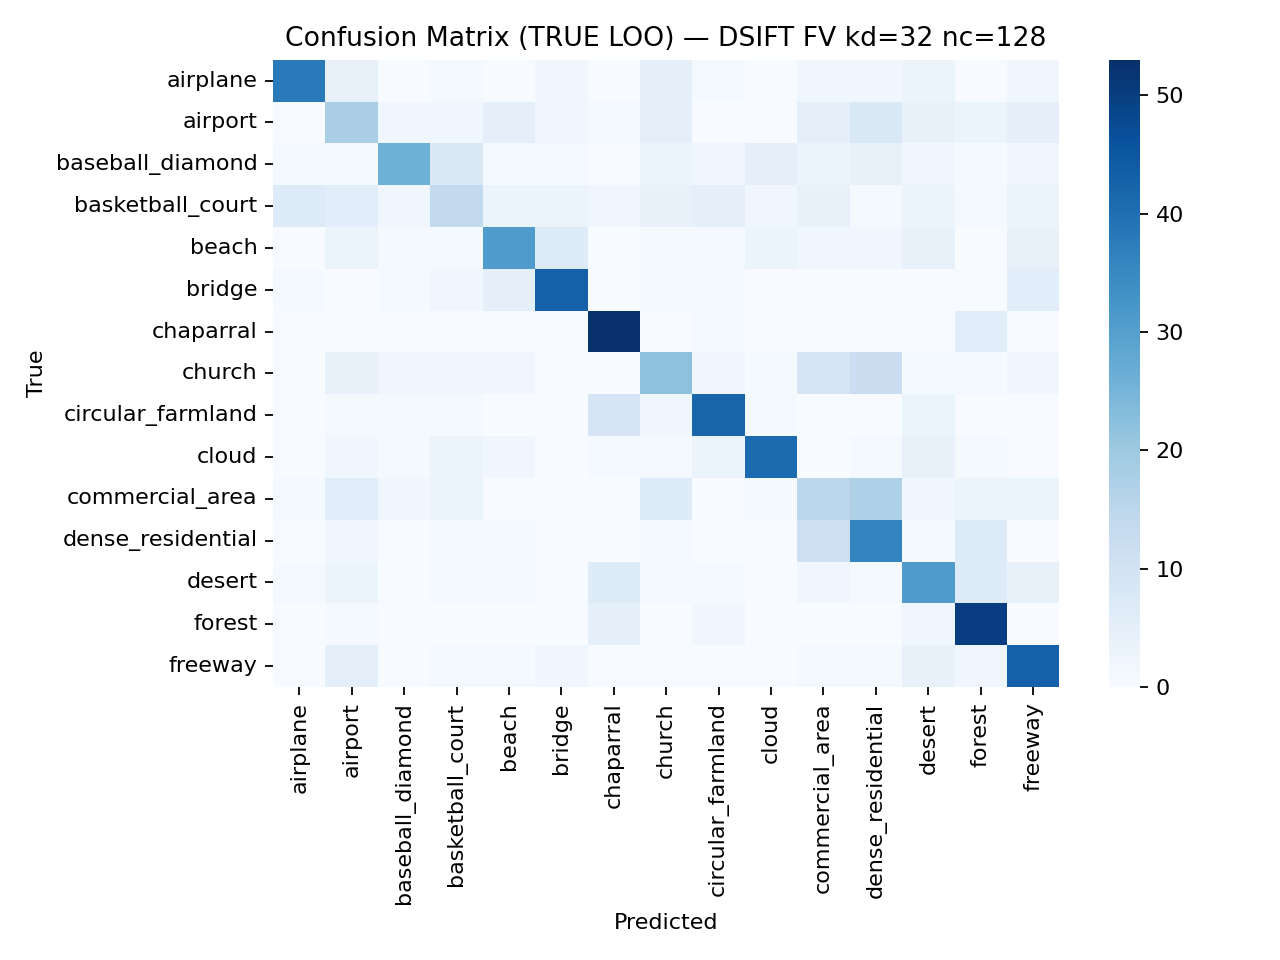 Confusion Matrix (TRUE LOO) — DSIFT FV kd=32 nc=128
True
airplane
airport
baseball_diamond
basketball_court
beach
bridge
chaparral
church
circular_farmland
cloud
commercial_area
dense_residential
desert
forest
freeway
airplane
airport
baseball_diamond
basketball_court
beach
bridge
chaparral
church
circular_farmland
cloud
commercial_area
dense_residential
desert
forest
freeway
Predicted
50
40
30
20
10
0